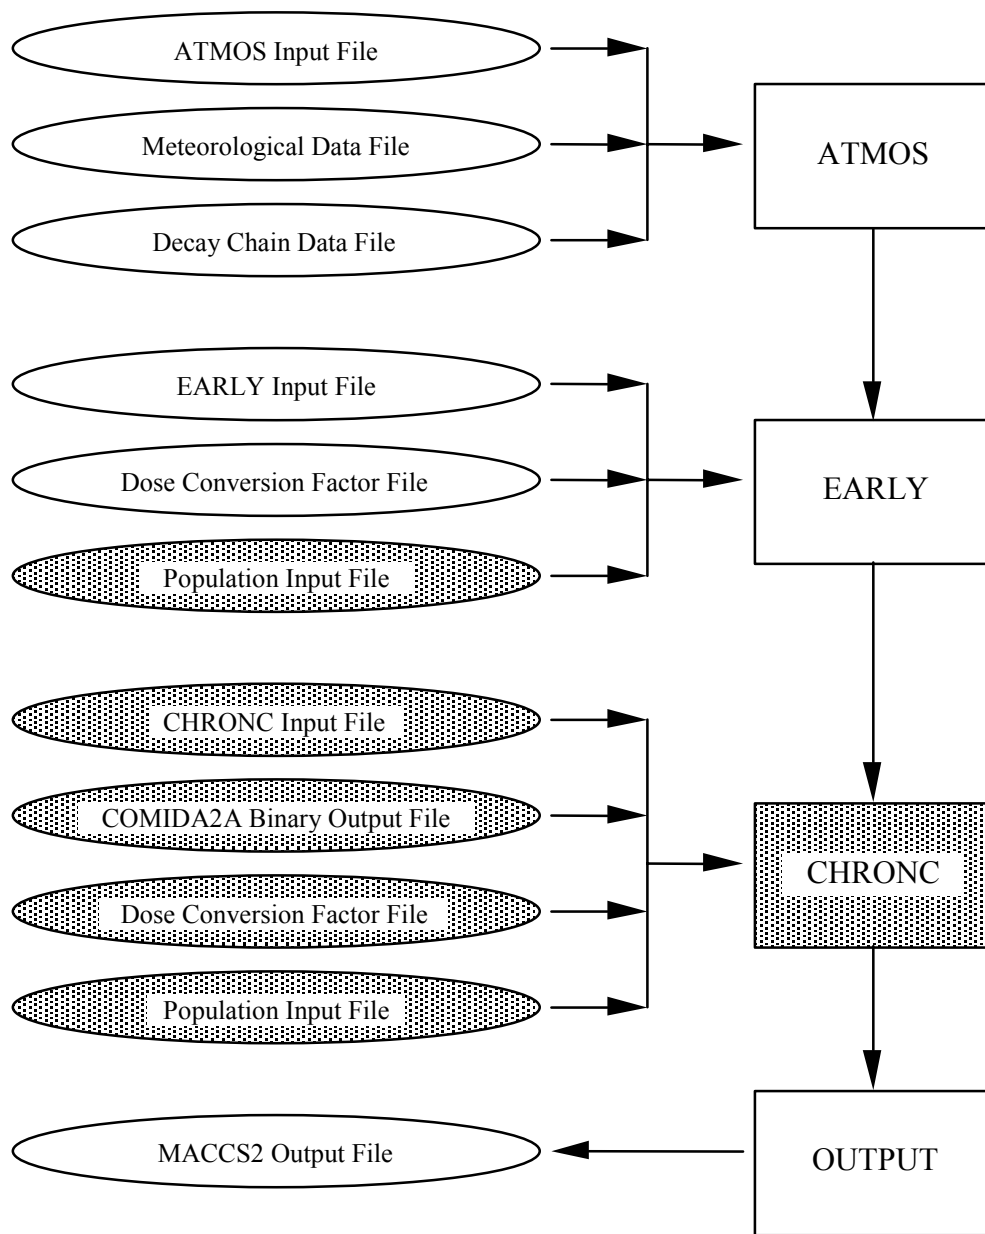 ATMOS Input File
Meteorological Data File
Decay Chain Data File
ATMOS
EARLY Input File
Dose Conversion Factor File
Population Input File
EARLY
CHRONC Input File
COMIDA2A Binary Output File
Dose Conversion Factor File
Population Input File
CHRONC
MACCS2 Output File
OUTPUT